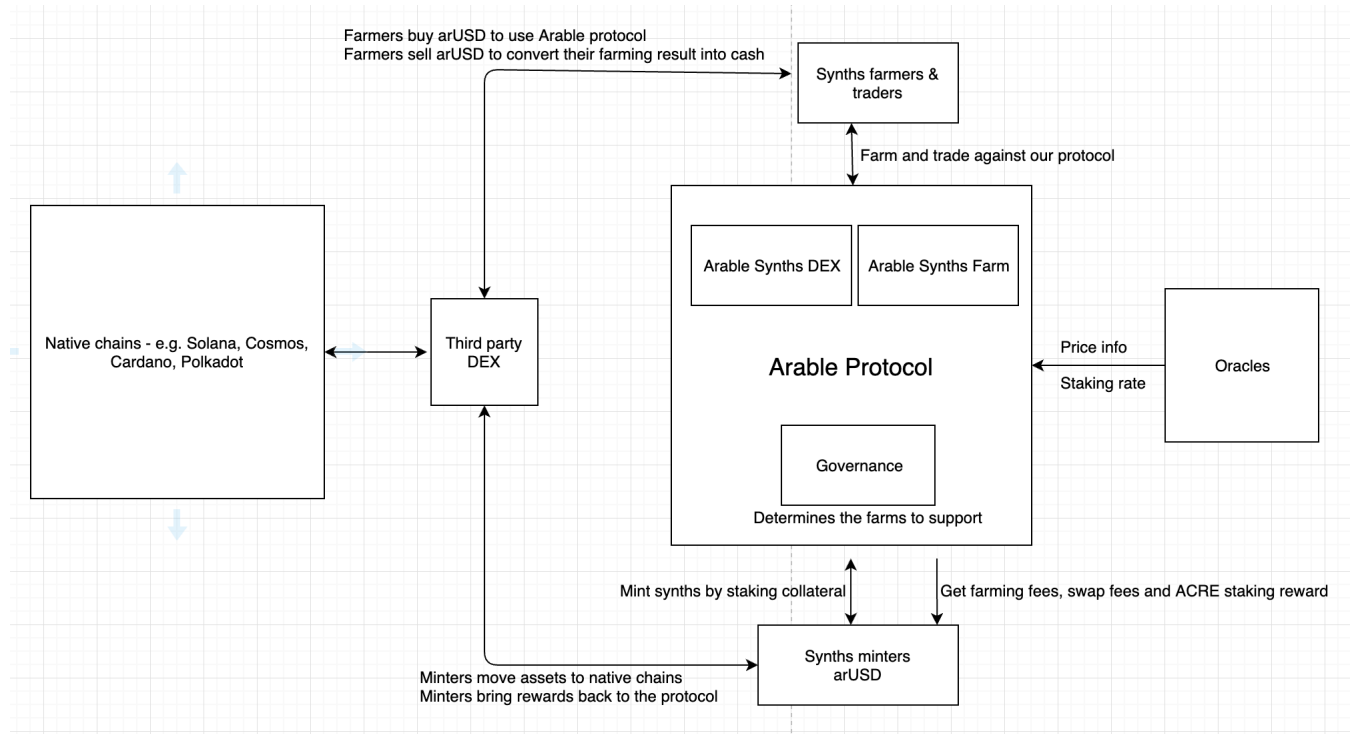 Farmers buy arUSD to use Arable protocol
Farmers sell arUSD to convert their farming result into cash
Synths farmers &
traders
Farm and trade against our protocol
Arable Synths DEX
Arable Synths Farm
Native chains - e.g. Solana, Cosmos,
Cardano, Polkadot
Third party
DEX
Arable Protocol
Price info
Staking rate
Oracles
Governance
Determines the farms to support
Mint synths by staking collateral
Get farming fees, swap fees and ACRE staking reward
Synths minters
arUSD
Minters move assets to native chains
Minters bring rewards back to the protocol